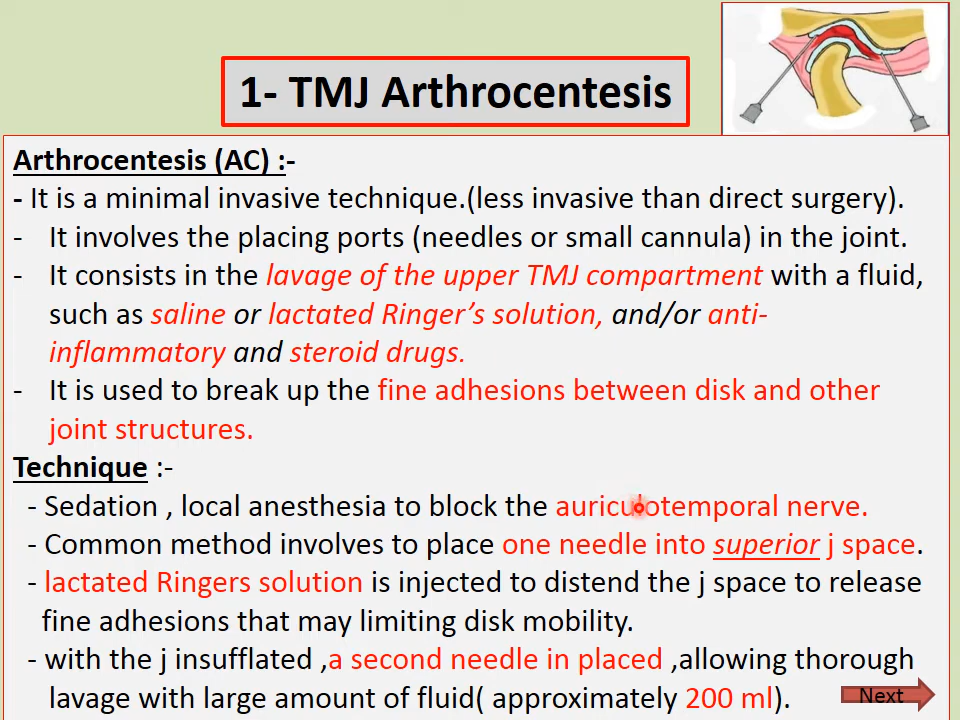 1- TMJ Arthrocentesis
Arthrocentesis (AC) :-
- It is a minimal invasive technique.(less invasive than direct surgery).
- It involves the placing ports (needles or small cannula) in the joint.
- It consists in the lavage of the upper TMJ compartment with a fluid,
such as saline or lactated Ringer's solution, and/or anti-
inflammatory and steroid drugs.
- It is used to break up the fine adhesions between disk and other
joint structures.
Technique :-
- Sedation , local anesthesia to block the auriculotemporal nerve.
- Common method involves to place one needle into superior j space.
- lactated Ringers solution is injected to distend the j space to release
fine adhesions that may limiting disk mobility.
- with the j insufflated ,a second needle in placed ,allowing thorough
lavage with large amount of fluid( approximately 200 ml).
Next